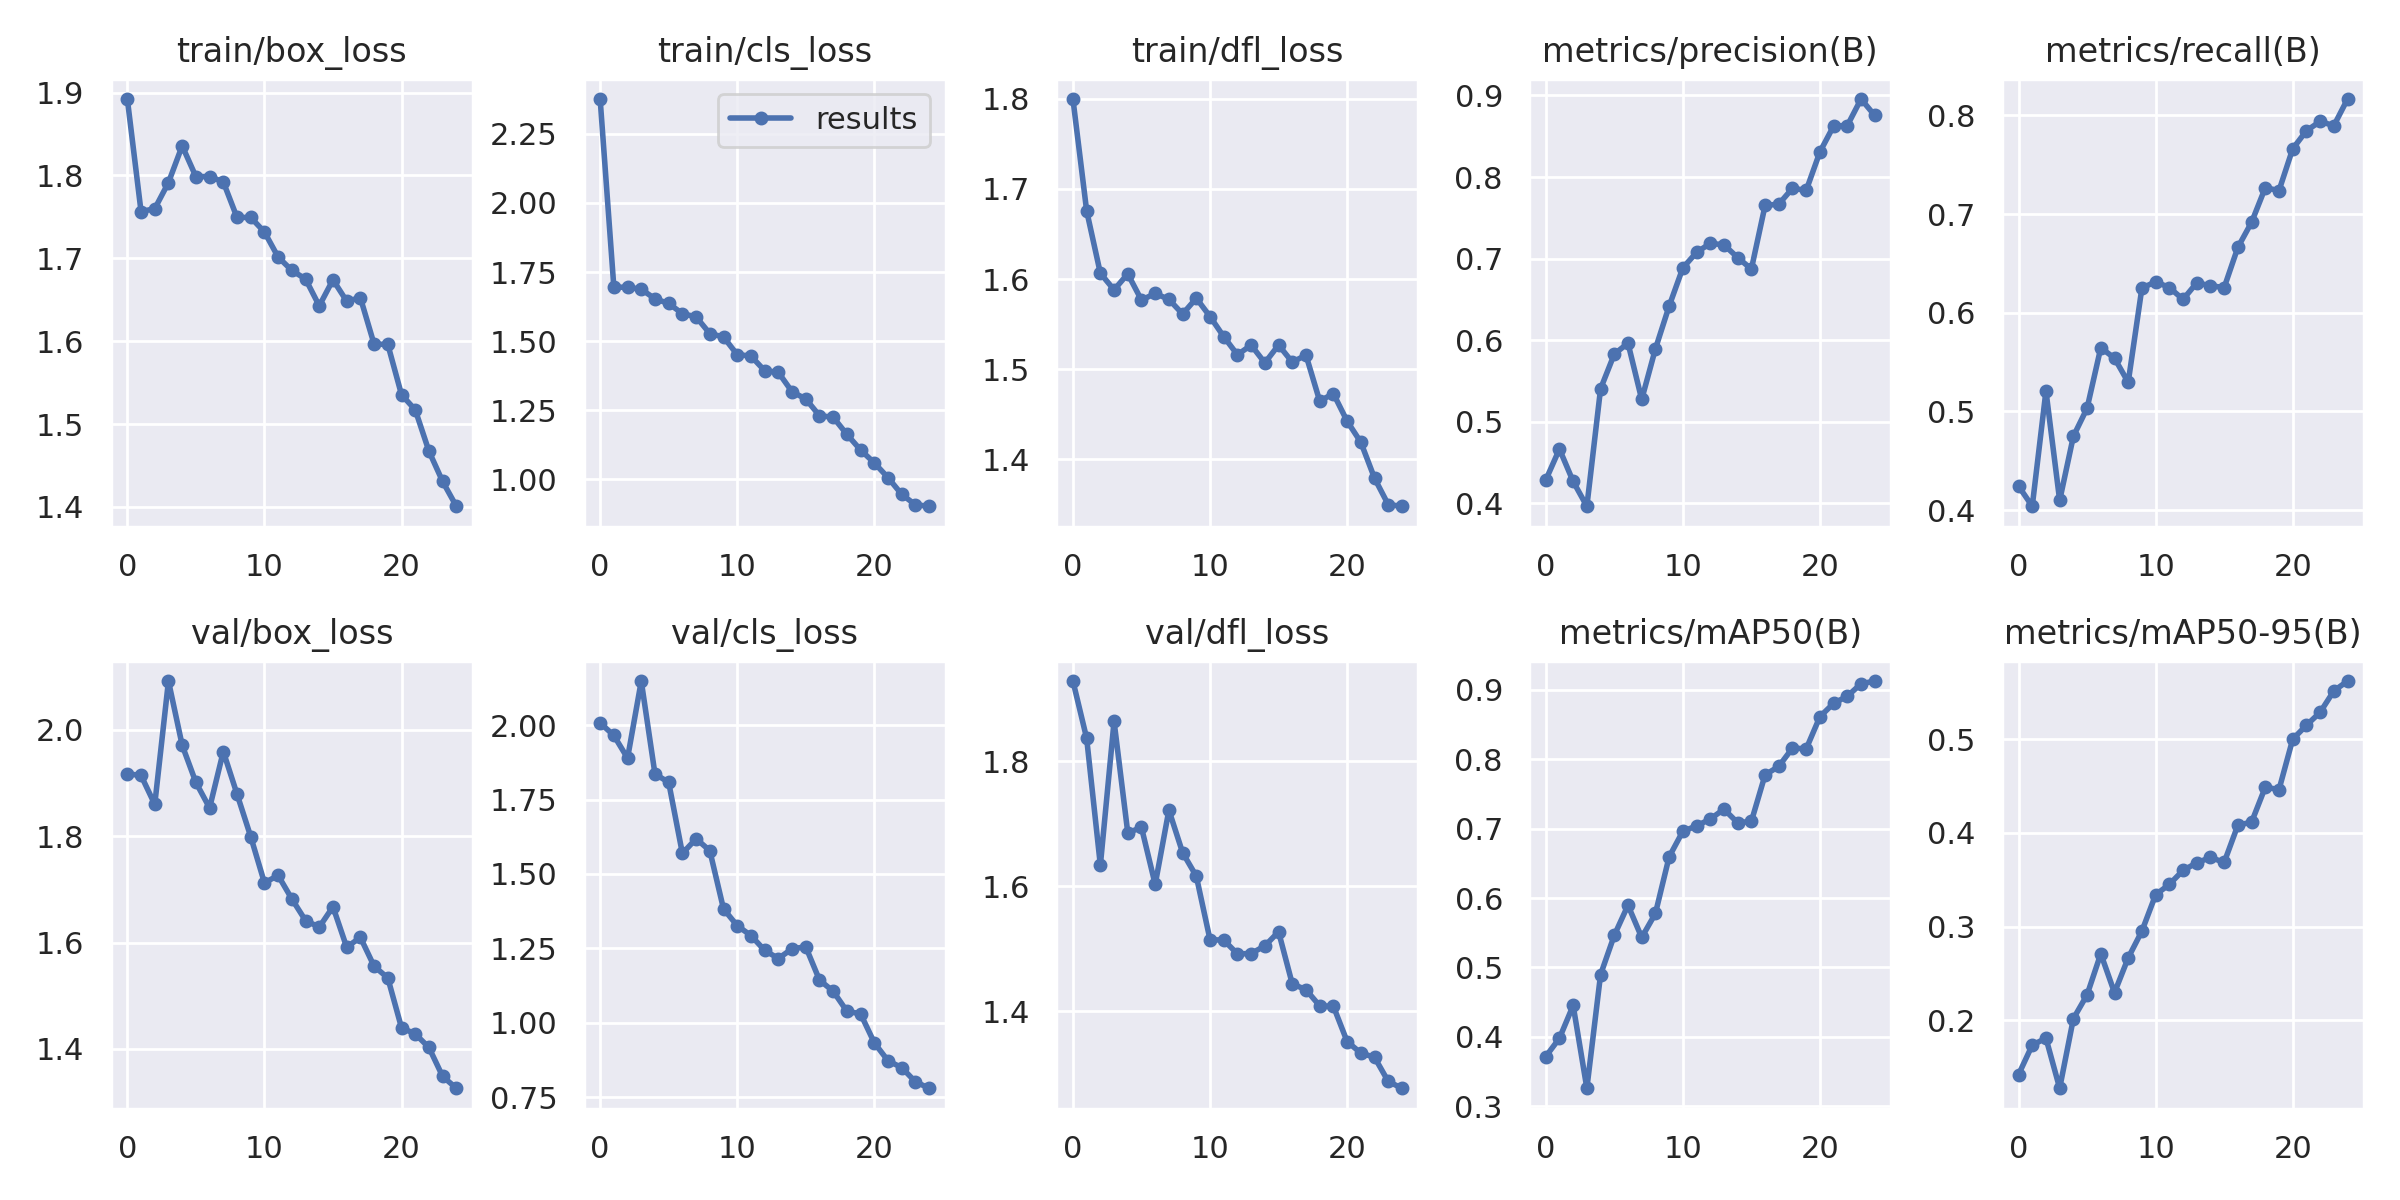 train/box_loss
1.9
1.8
1.7
1.6
1.5
1.4
0 10 20
train/cls_loss
results
2.25
2.00
1.75
1.50
1.25
1.00
0 10 20
train/dfl_loss
1.8
1.7
1.6
1.5
1.4
0 10 20
metrics/precision(B)
0.9
0.8
0.7
0.6
0.5
0.4
0 10 20
metrics/recall(B)
0.8
0.7
0.6
0.5
0.4
0 10 20
val/box_loss
2.0
1.8
1.6
1.4
0 10 20
val/cls_loss
2.00
1.75
1.50
1.25
1.00
0.75
0 10 20
val/dfl_loss
1.8
1.6
1.4
0 10 20
metrics/mAP50(B)
0.9
0.8
0.7
0.6
0.5
0.4
0.3
0 10 20
metrics/mAP50-95(B)
0.5
0.4
0.3
0.2
0 10 20